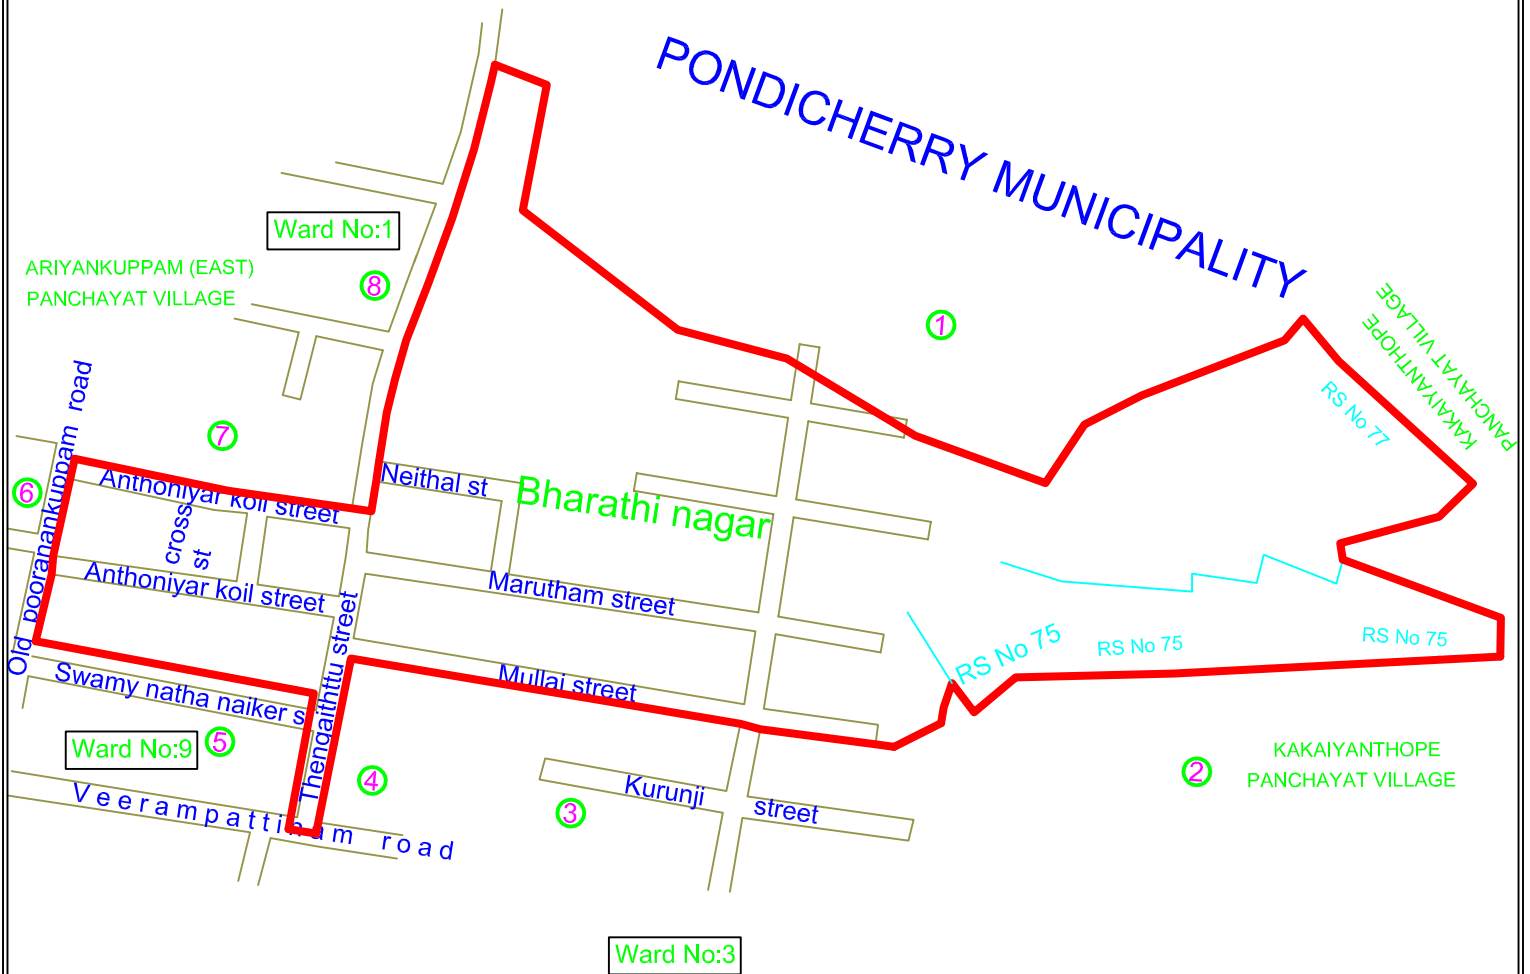 PONDICHERRY MUNICIPALITY
Ward No:1
ARIYANKUPPAM (EAST)
PANCHAYAT VILLAGE
8
1
KAKAIYANTHOPE
PANCHAYAT VILLAGE
RS No 77
7
6
Old pooranankuppam road
Anthoniyar koil street
cross
st
Neithal st
Bharathi nagar
Anthoniyar koil street
Marutham street
Thengaithttu street
RS No 75
RS No 75
RS No 75
Swamy natha naiker s
Mullai street
Ward No:9
5
4
3
2
KAKAIYANTHOPE
PANCHAYAT VILLAGE
Kurunji street
Veerampattinam road
Ward No:3